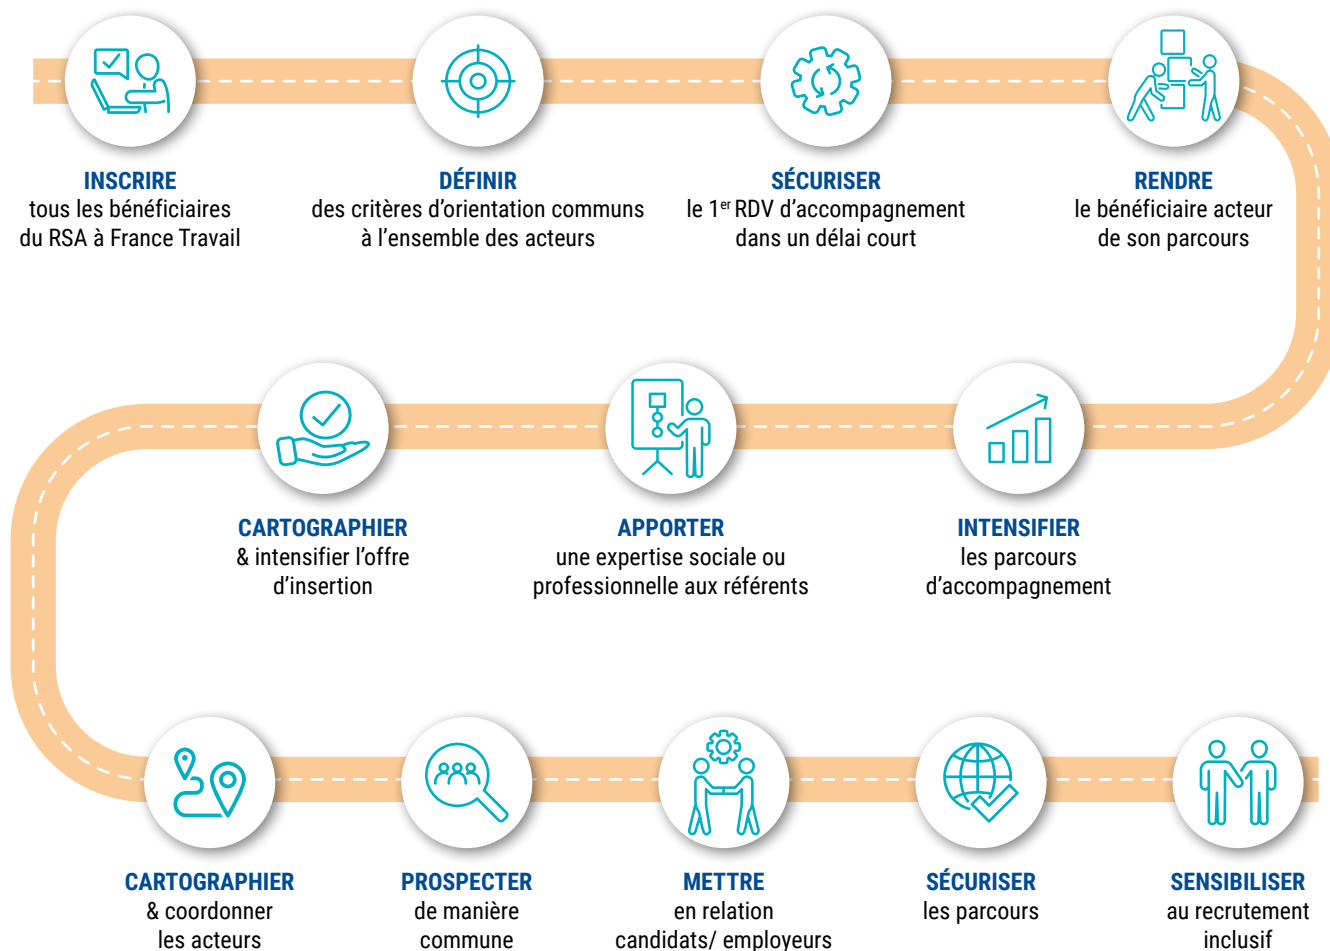 INSCRIRE
tous les bénéficiaires
du RSA à France Travail
DÉFINIR
des critères d’orientation communs
à l’ensemble des acteurs
SÉCURISER
le 1er RDV d’accompagnement
dans un délai court
RENDRE
le bénéficiaire acteur
de son parcours
CARTOGRAPHIER
& intensifier l’offre
d’insertion
APPORTER
une expertise sociale ou
professionnelle aux référents
INTENSIFIER
les parcours
d’accompagnement
CARTOGRAPHIER
& coordonner
les acteurs
PROSPECTER
de manière
commune
METTRE
en relation
candidats/ employeurs
SÉCURISER
les parcours
SENSIBILISER
au recrutement
inclusif